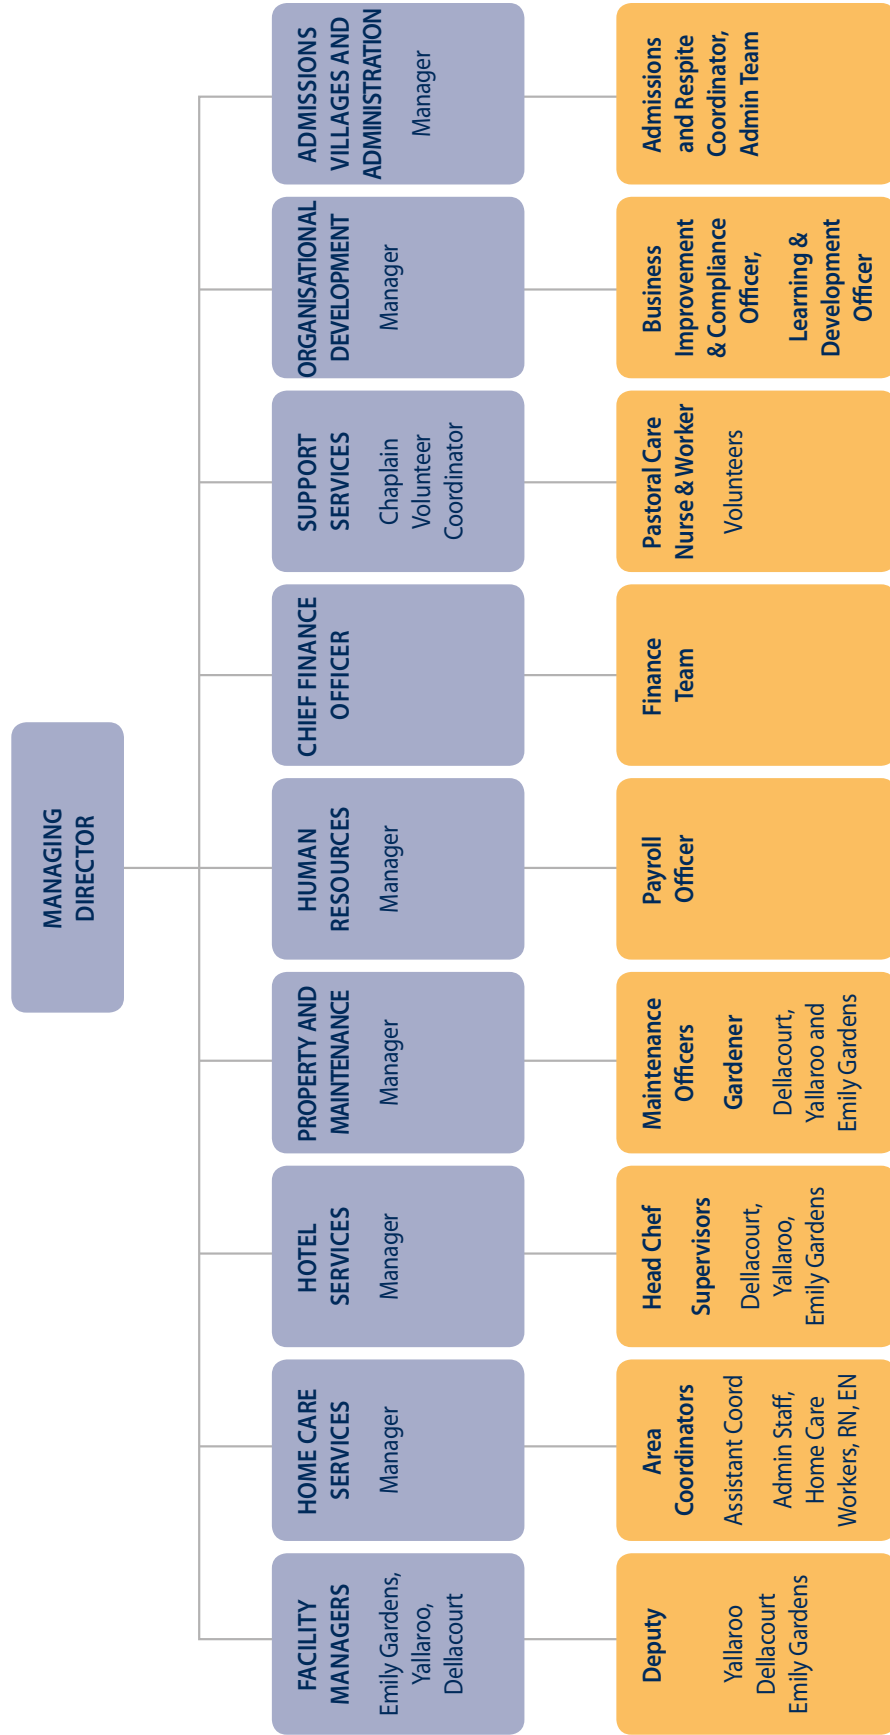 MANAGING
DIRECTOR
FACILITY
MANAGERS
Emily Gardens,
Yallaroo,
Dellacourt
HOME CARE
SERVICES
Manager
HOTEL
SERVICES
Manager
PROPERTY AND
MAINTENANCE
Manager
HUMAN
RESOURCES
Manager
CHIEF FINANCE
OFFICER
SUPPORT
SERVICES
Chaplain
Volunteer
Coordinator
ORGANISATIONAL
DEVELOPMENT
Manager
ADMISSIONS
VILLAGES AND
ADMINISTRATION
Manager
Deputy
Yallaroo
Dellacourt
Emily Gardens
Area
Coordinators
Assistant Coord
Admin Staff,
Home Care
Workers, RN, EN
Head Chef
Supervisors
Dellacourt,
Yallaroo,
Emily Gardens
Maintenance
Officers
Gardener
Dellacourt,
Yallaroo and
Emily Gardens
Payroll
Officer
Finance
Team
Pastoral Care
Nurse & Worker
Volunteers
Business
Improvement
& Compliance
Officer,
Learning &
Development
Officer
Admissions
and Respite
Coordinator,
Admin Team